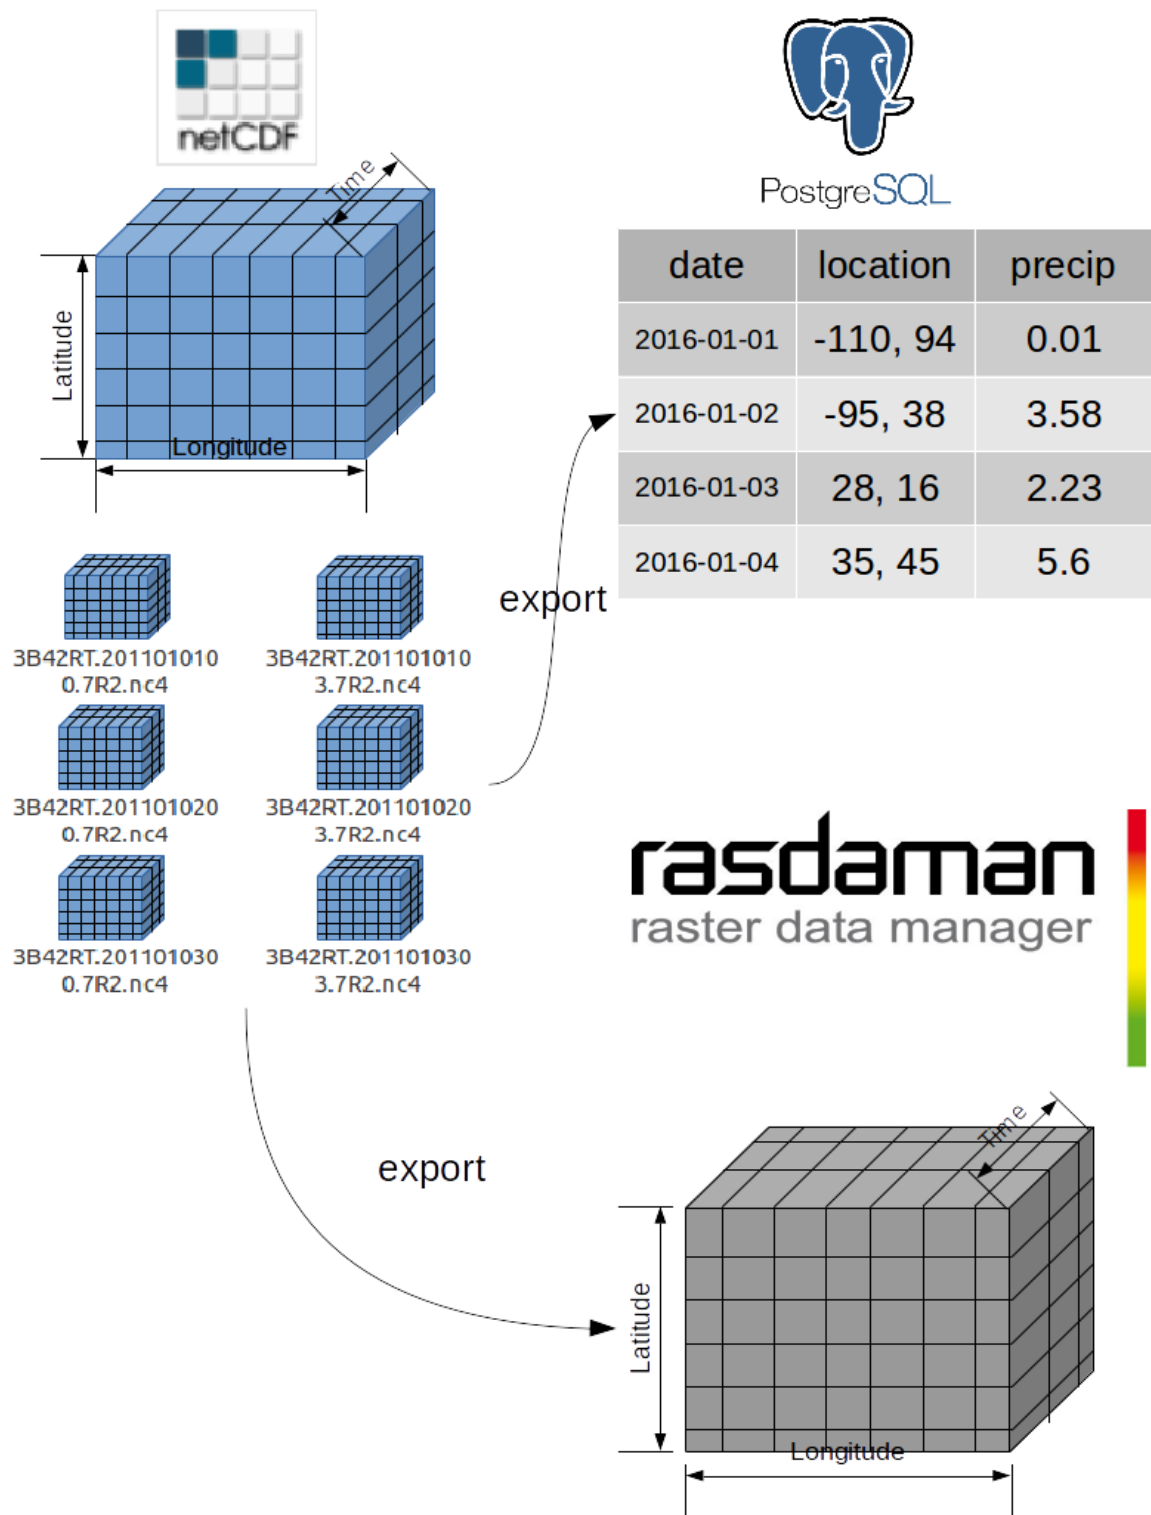 netCDF
Time
Latitude
Longitude
3B42RT.201101010
0.7R2.nc4
3B42RT.201101010
3.7R2.nc4
3B42RT.201101020
0.7R2.nc4
3B42RT.201101020
3.7R2.nc4
3B42RT.201101030
0.7R2.nc4
3B42RT.201101030
3.7R2.nc4
export
PostgreSQL
date location precip
2016-01-01 -110, 94 0.01
2016-01-02 -95, 38 3.58
2016-01-03 28, 16 2.23
2016-01-04 35, 45 5.6
rasdaman
raster data manager
export
Time
Latitude
Longitude